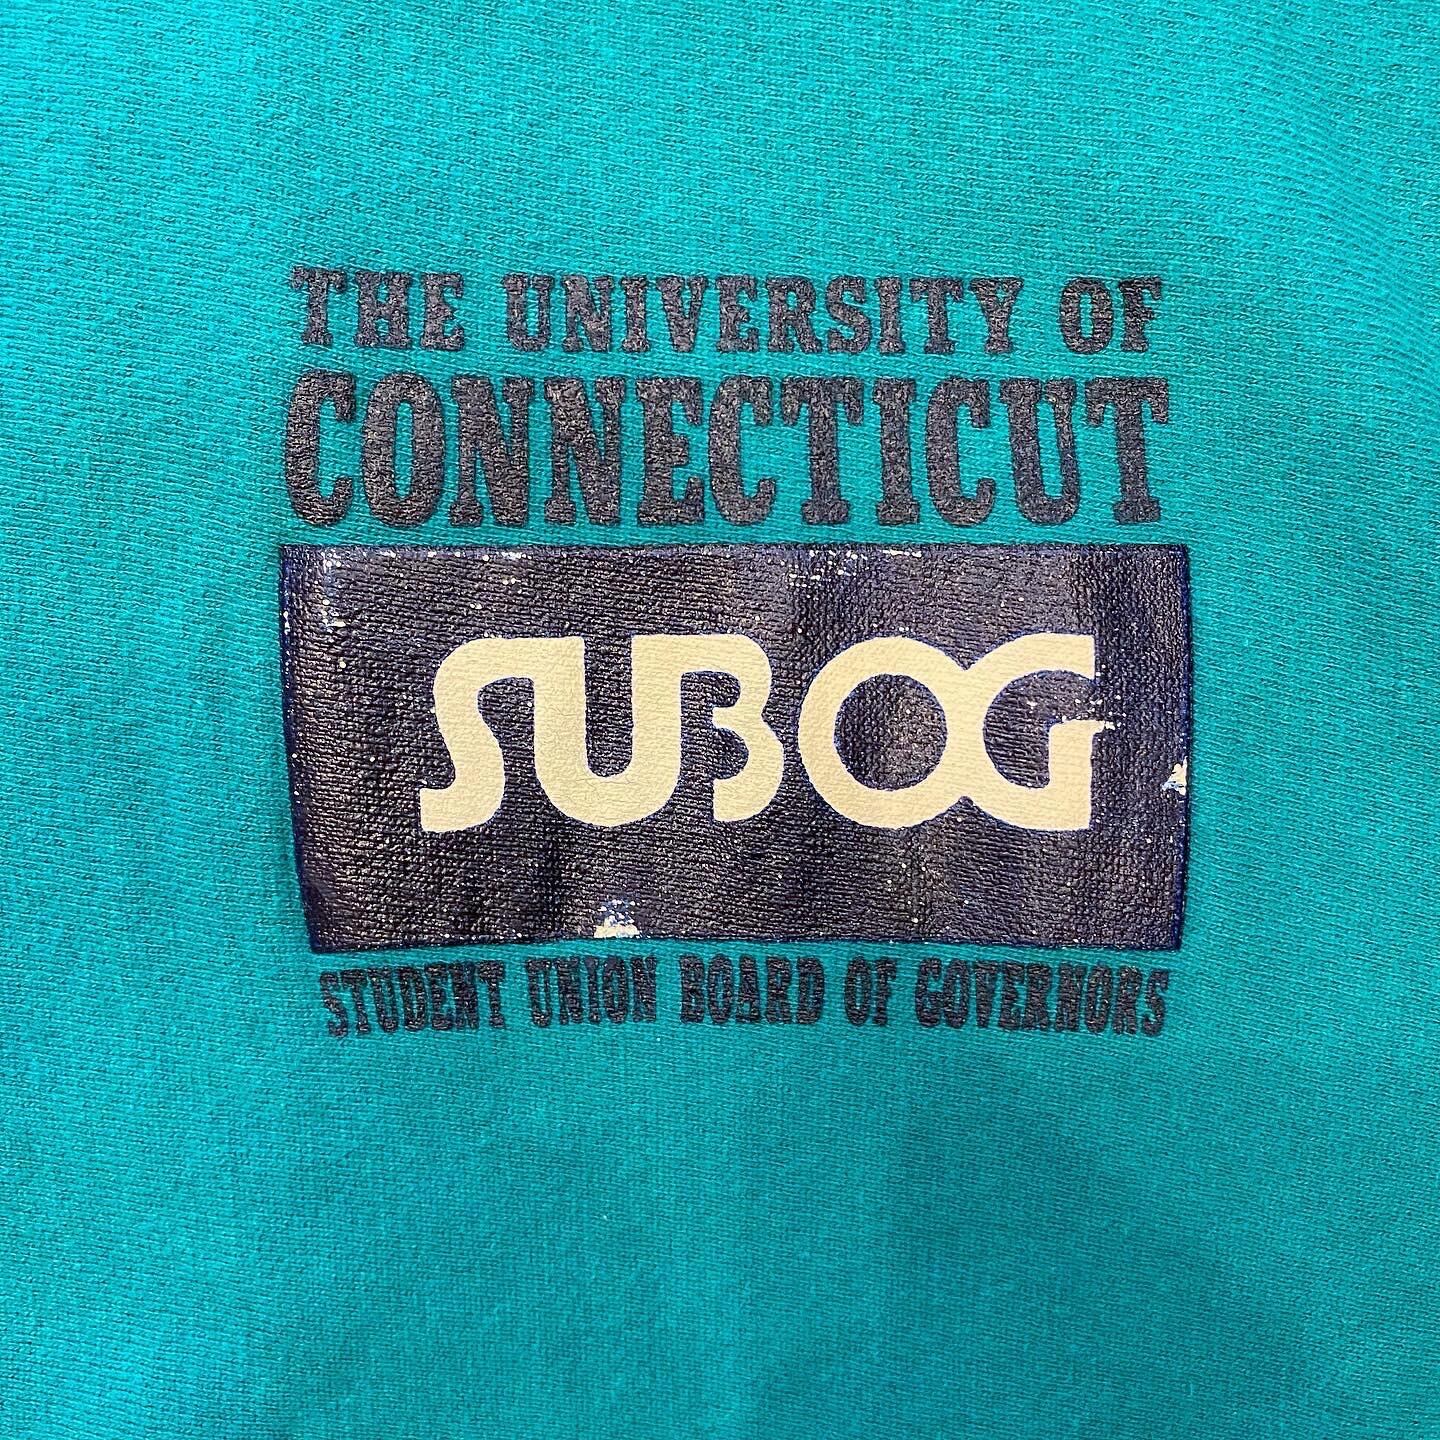 THE UNIVERSITY OF
CONNECTICUT
SUBOG
STUDENT UNION BOARD OF GOVERNORS